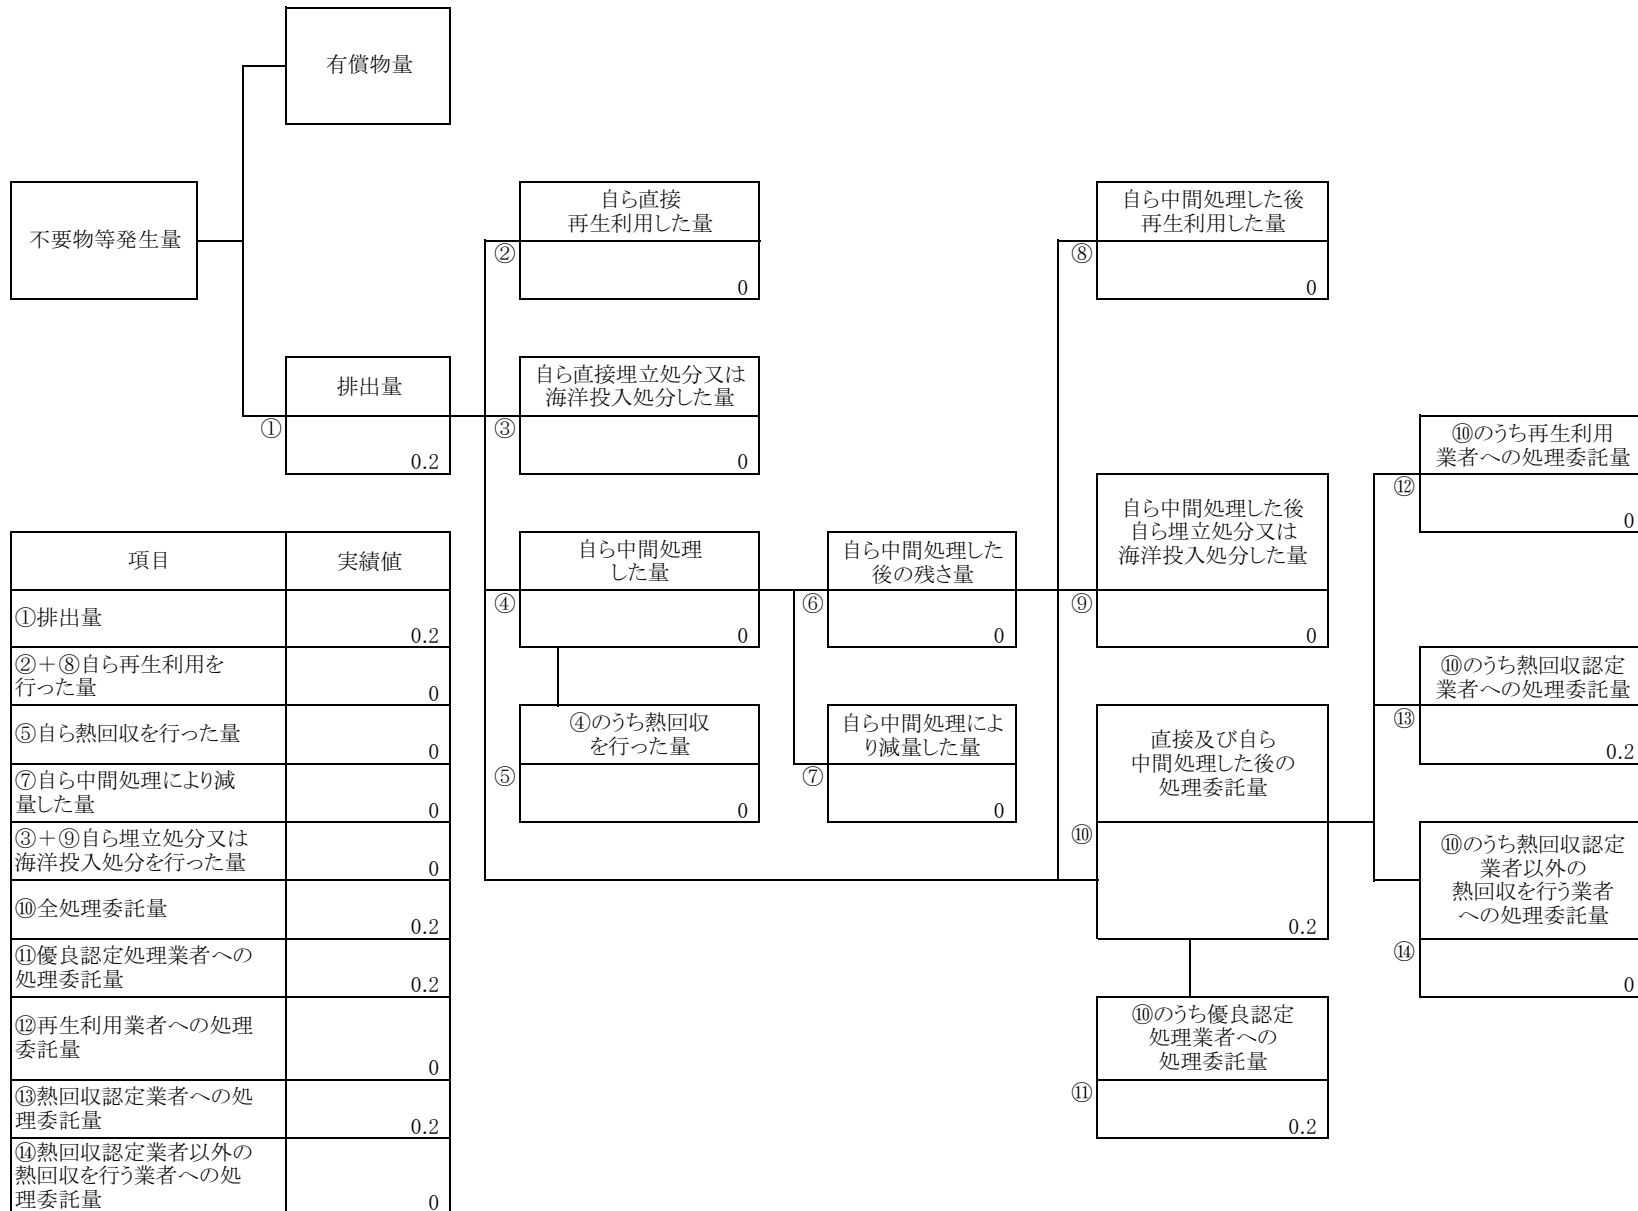 有償物量
不要物等発生量
自ら直接
再生利用した量
②
0
自ら中間処理した後
再生利用した量
⑧
0
排出量
①
0.2
自ら直接埋立処分又は
海洋投入処分した量
③
0
⑩のうち再生利用
業者への処理委託量
⑫
0
自ら中間処理
した量
④
0
自ら中間処理した
後の残さ量
⑥
0
自ら中間処理した後
自ら埋立処分又は
海洋投入処分した量
⑨
0
⑩のうち熱回収認定
業者への処理委託量
⑬
0.2
④のうち熱回収
を行った量
⑤
0
自ら中間処理によ
り減量した量
⑦
0
直接及び自ら
中間処理した後の
処理委託量
⑩
0.2
⑩のうち熱回収認定
業者以外の
熱回収を行う業者
への処理委託量
⑭
0
⑩のうち優良認定
処理業者への
処理委託量
⑪
0.2
項目 実績値
①排出量
0.2
②＋⑧自ら再生利用を
行った量
0
⑤自ら熱回収を行った量
0
⑦自ら中間処理により減
量した量
0
③＋⑨自ら埋立処分又は
海洋投入処分を行った量
0
⑩全処理委託量
0.2
⑪優良認定処理業者への
処理委託量
0.2
⑫再生利用業者への処理
委託量
0
⑬熱回収認定業者への処
理委託量
0.2
⑭熱回収認定業者以外の
熱回収を行う業者への処
理委託量
0